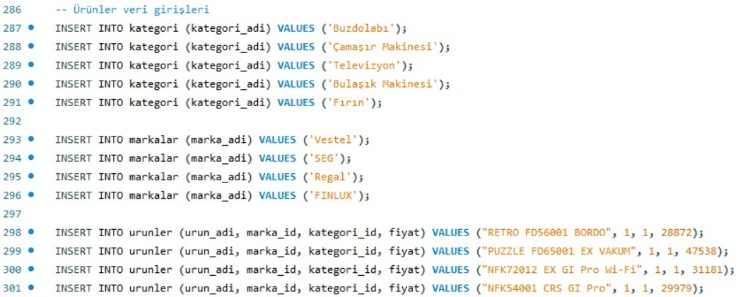 286 -- Ürünler veri girişleri
287 INSERT INTO kategori (kategori_adi) VALUES ('Buzdolabı');
288 INSERT INTO kategori (kategori_adi) VALUES ('Çamaşır Makinesi');
289 INSERT INTO kategori (kategori_adi) VALUES ('Televizyon');
290 INSERT INTO kategori (kategori_adi) VALUES ('Bulaşık Makinesi');
291 INSERT INTO kategori (kategori_adi) VALUES ('Fırın');
292
293 INSERT INTO markalar (marka_adi) VALUES ('Vestel');
294 INSERT INTO markalar (marka_adi) VALUES ('SEG');
295 INSERT INTO markalar (marka_adi) VALUES ('Regal');
296 INSERT INTO markalar (marka_adi) VALUES ('FINLUX');
297
298 INSERT INTO urunler (urun_adi, marka_id, kategori_id, fiyat) VALUES ("RETRO FD56001 BORDO", 1, 1, 28872);
299 INSERT INTO urunler (urun_adi, marka_id, kategori_id, fiyat) VALUES ("PUZZLE FD65001 EX VAKUM", 1, 1, 47538);
300 INSERT INTO urunler (urun_adi, marka_id, kategori_id, fiyat) VALUES ("NFK72012 EX GI Pro Wi-Fi", 1, 1, 31181);
301 INSERT INTO urunler (urun_adi, marka_id, kategori_id, fiyat) VALUES ("NFK54001 CRS GI Pro", 1, 1, 29979);